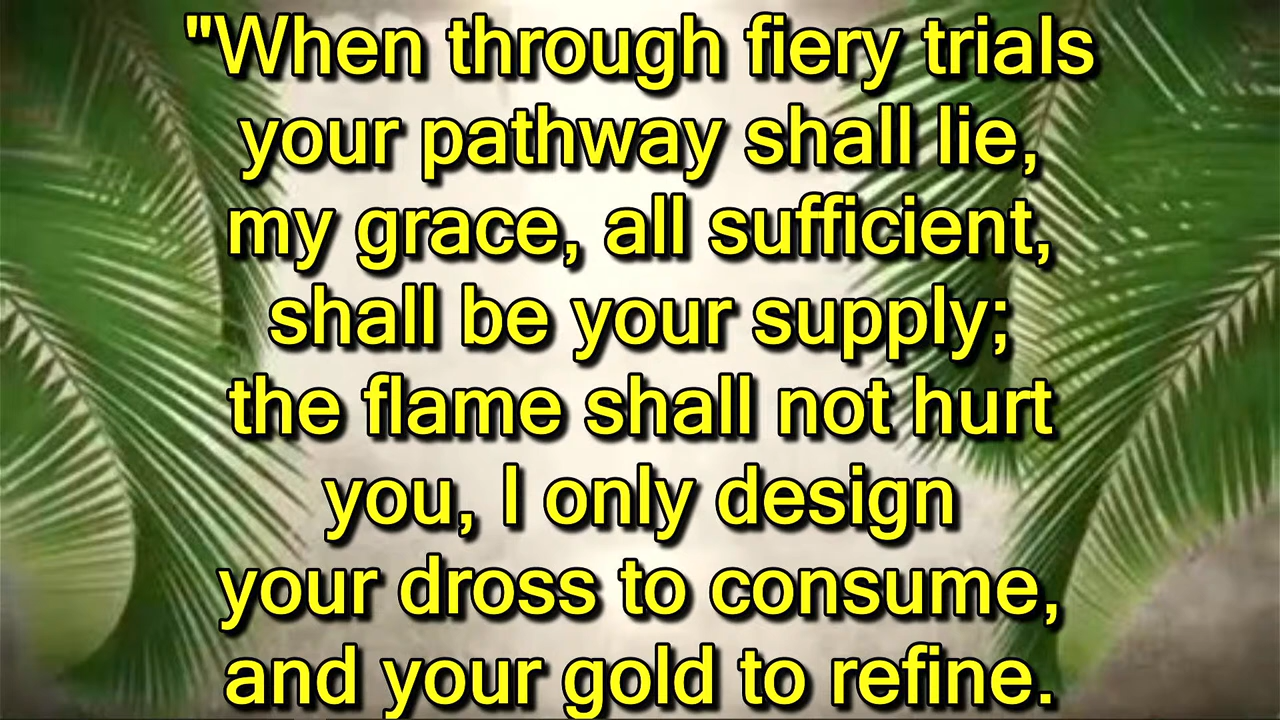 "When through fiery trials
your pathway shall lie,
my grace, all sufficient,
shall be your supply;
the flame shall not hurt
you, I only design
your dross to consume,
and your gold to refine.